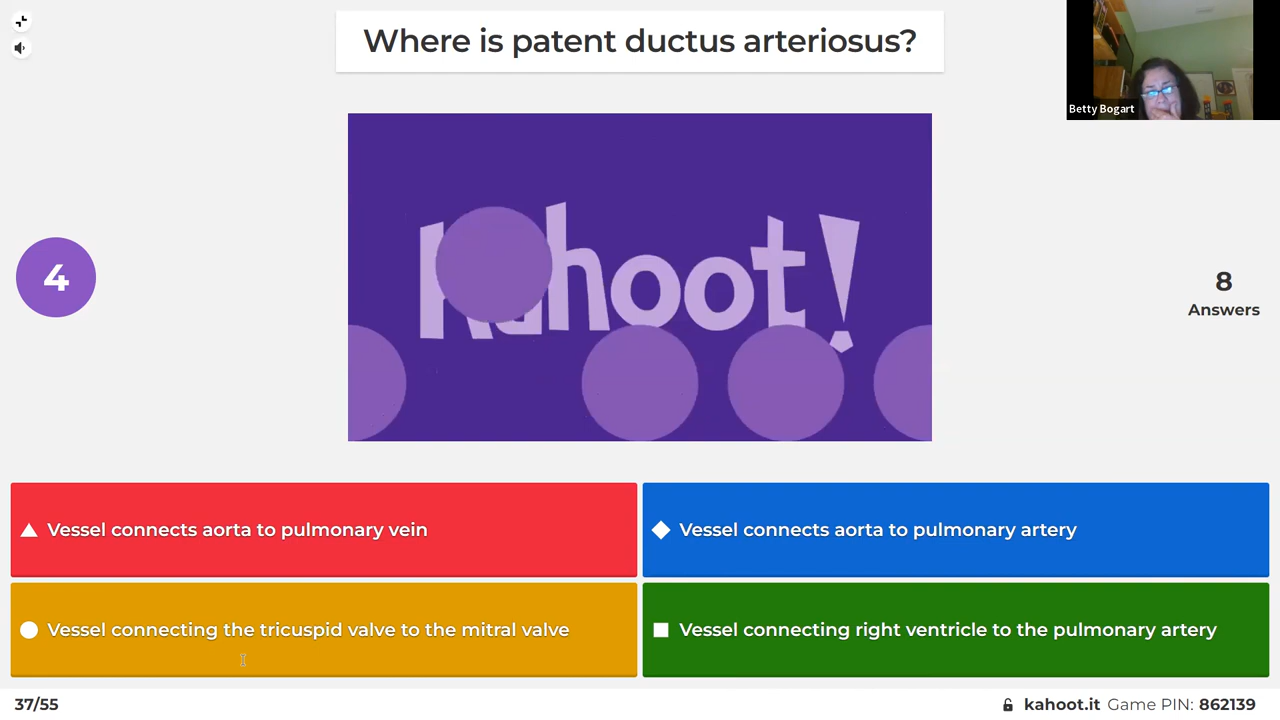 Where is patent ductus arteriosus?
Betty Bogart
Kahoot!
4
8
Answers
Vessel connects aorta to pulmonary vein
Vessel connects aorta to pulmonary artery
Vessel connecting the tricuspid valve to the mitral valve
Vessel connecting right ventricle to the pulmonary artery
37/55
kahoot.it Game PIN: 862139